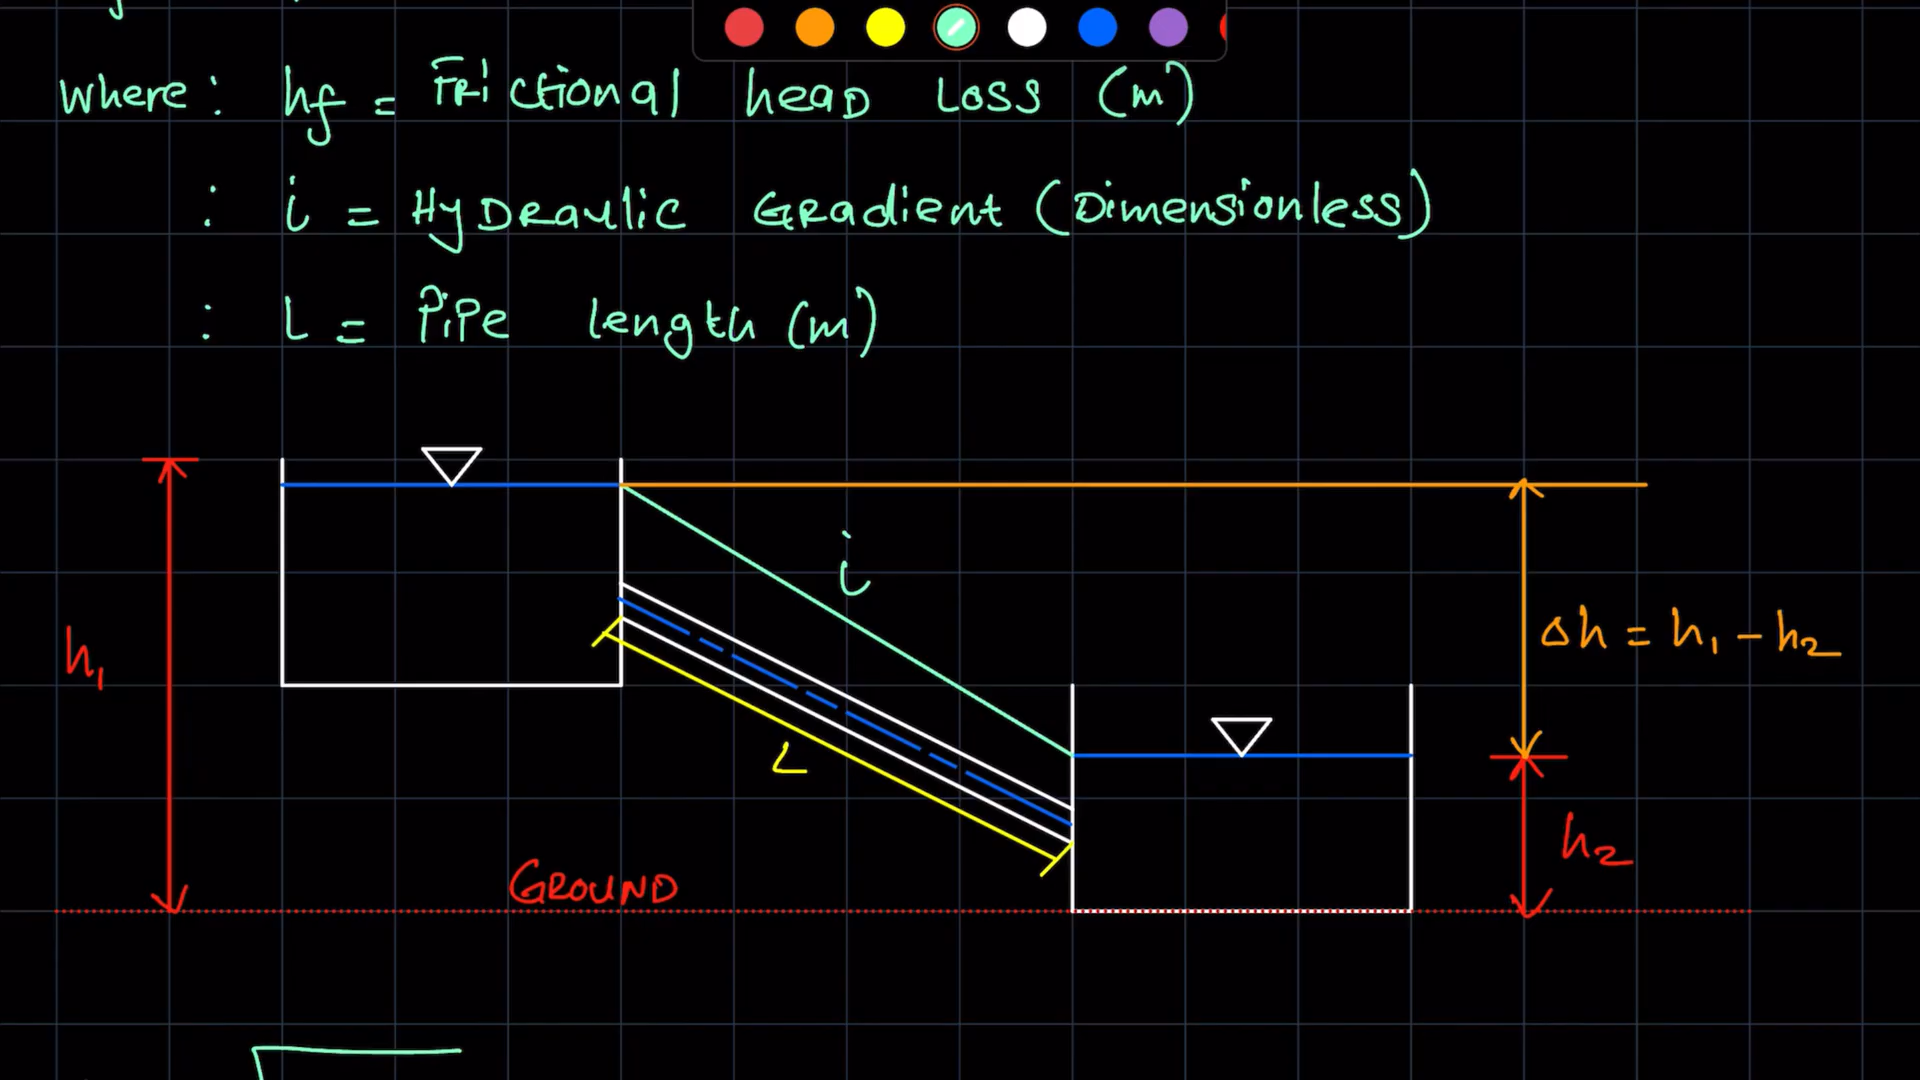 where: hf = Frictional head Loss (m)
: i = Hydraulic Gradient (Dimensionless)
: L = Pipe length (m)
i
h1
Δh = h1 - h2
L
h2
GROUND